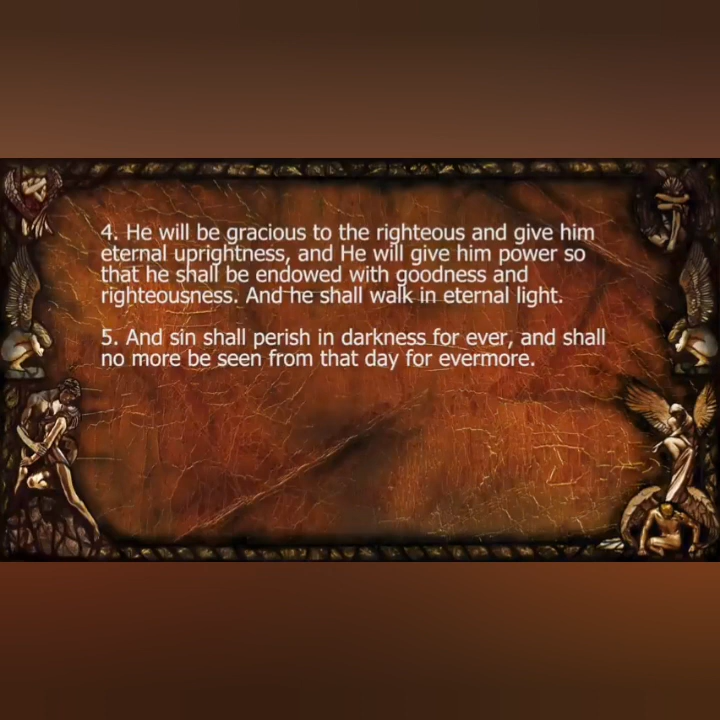 4. He will be gracious to the righteous and give him
eternal uprightness, and He will give him power so
that he shall be endowed with goodness and
righteousness. And he shall walk in eternal light.
5. And sin shall perish in darkness for ever, and shall
no more be seen from that day for evermore.